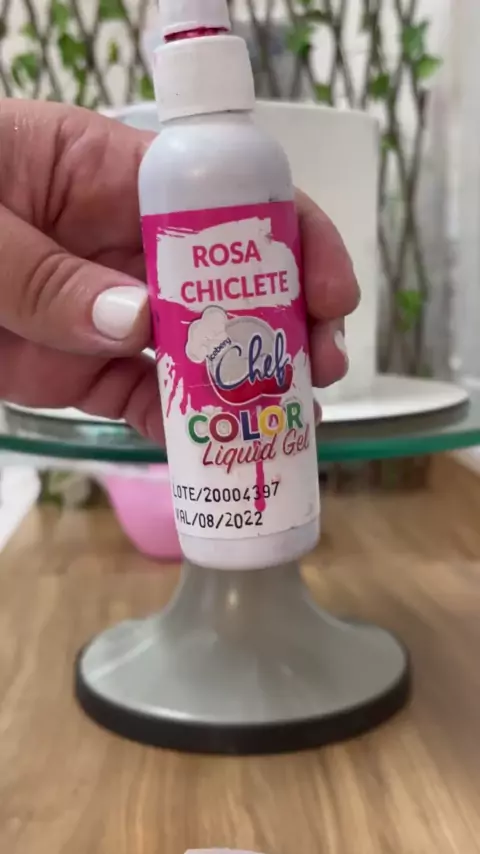 ROSA
CHICLETE
Iceberg
Chef
COLOR
Liquid Gel
LOTE/20004397
VAL/08/2022